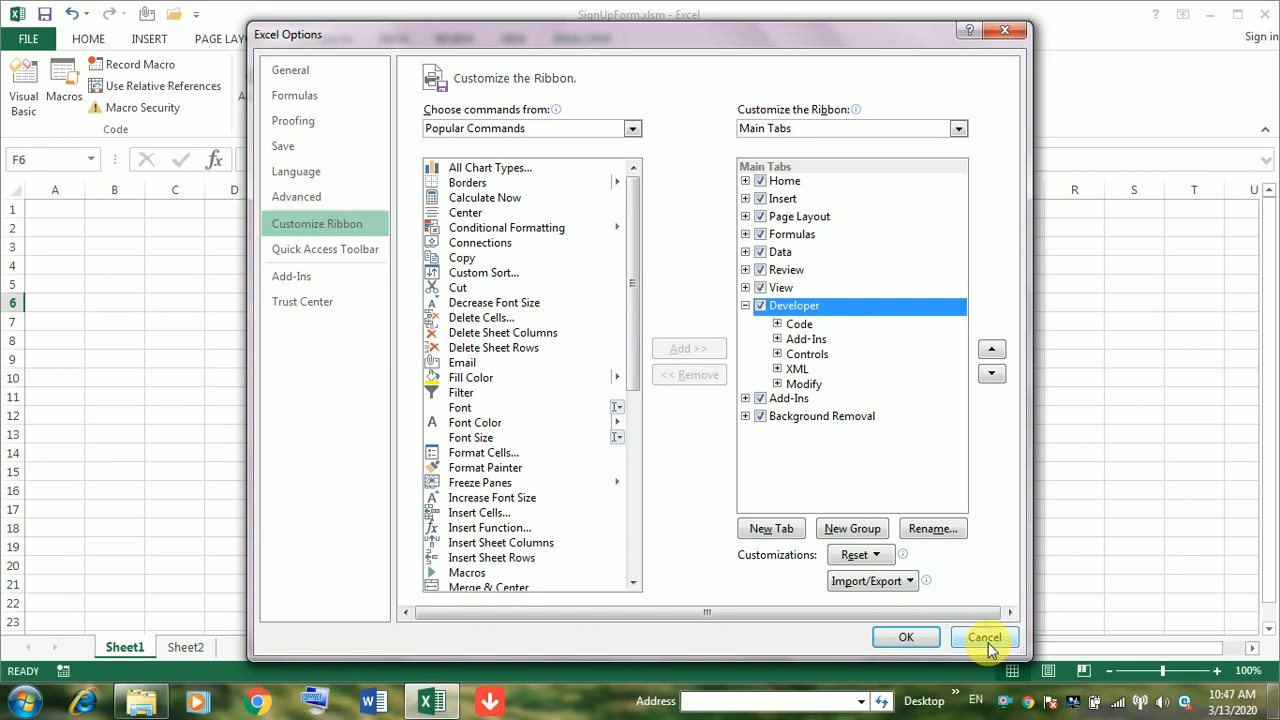 SignUpForm.xlsm - Excel
FILE
HOME
INSERT
PAGE LAY
Sign in
Visual Basic
Macros
Record Macro
Use Relative References
Macro Security
Code
F6
A B C D R S T U
1
2
3
4
5
6
7
8
9
10
11
12
13
14
15
16
17
18
19
20
21
22
23
Excel Options
General
Formulas
Proofing
Save
Language
Advanced
Customize Ribbon
Quick Access Toolbar
Add-Ins
Trust Center
Customize the Ribbon.
Choose commands from:
Popular Commands
All Chart Types...
Borders
Calculate Now
Center
Conditional Formatting
Connections
Copy
Custom Sort...
Cut
Decrease Font Size
Delete Cells...
Delete Sheet Columns
Delete Sheet Rows
Email
Fill Color
Filter
Font
Font Color
Font Size
Format Cells...
Format Painter
Freeze Panes
Increase Font Size
Insert Cells...
Insert Function...
Insert Sheet Columns
Insert Sheet Rows
Macros
Merge & Center
Add >>
<< Remove
Customize the Ribbon:
Main Tabs
Main Tabs
Home
Insert
Page Layout
Formulas
Data
Review
View
Developer
Code
Add-Ins
Controls
XML
Modify
Add-Ins
Background Removal
New Tab
New Group
Rename...
Customizations:
Reset
Import/Export
OK
Cancel
Sheet1
Sheet2
READY
100%
Address
Desktop
EN
10:47 AM
3/13/2020